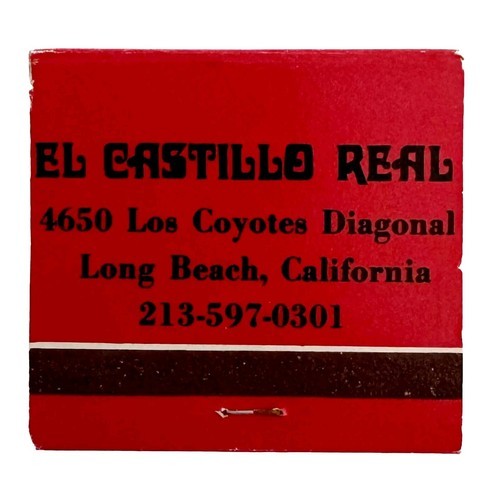 EL CASTILLO REAL
4650 Los Coyotes Diagonal
Long Beach, California
213-597-0301